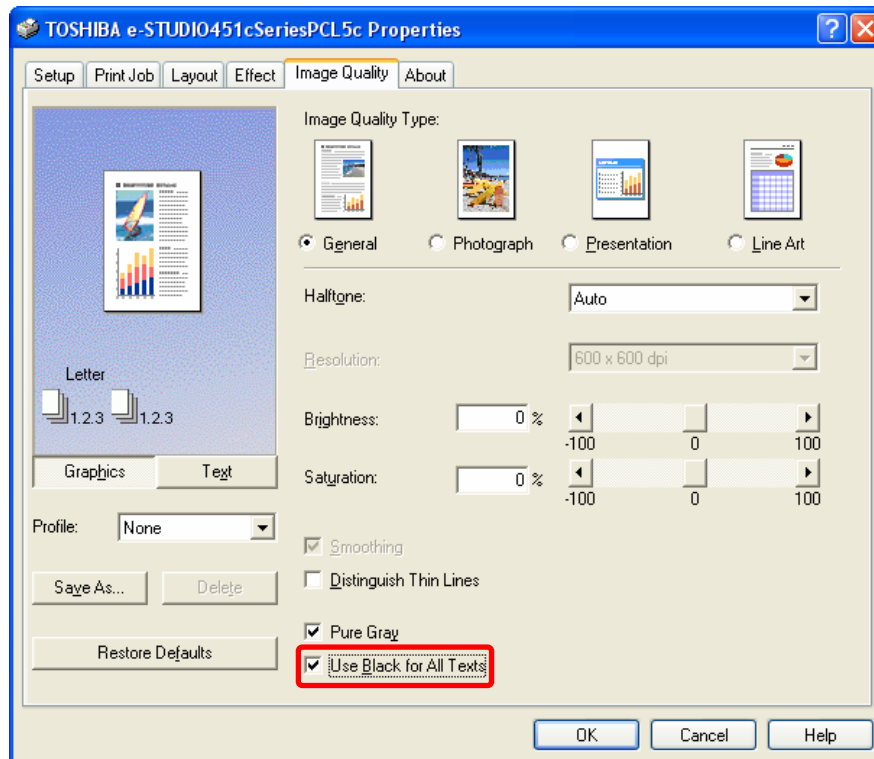 TOSHIBA e-STUDIO451cSeriesPCL5c Properties
Setup Print Job Layout Effect Image Quality About
Image Quality Type:
General Photograph Presentation Line Art
Halftone: Auto
Resolution: 600 x 600 dpi
Letter
1.2.3 1.2.3
Brightness: 0 %
-100 0 100
Graphics Text
Saturation: 0 %
-100 0 100
Profile: None
Smoothing
Save As... Delete
Distinguish Thin Lines
Pure Gray
Restore Defaults
Use Black for All Texts
OK Cancel Help